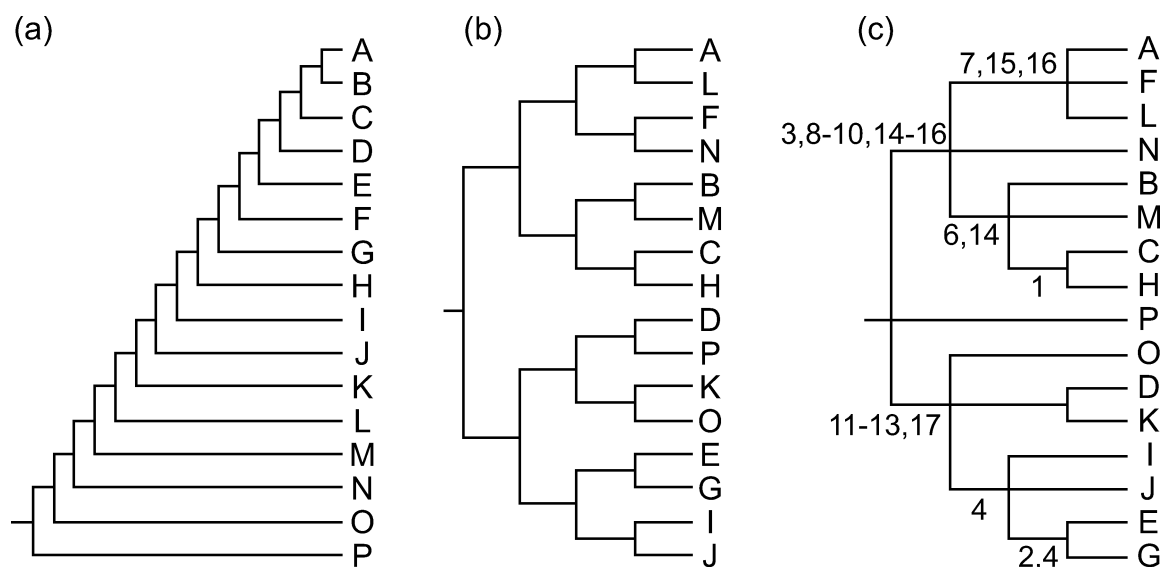 (a)
A
B
C
D
E
F
G
H
I
J
K
L
M
N
O
P
(b)
A
L
F
N
B
M
C
H
D
P
K
O
E
G
I
J
(c)
7,15,16
3,8-10,14-16
6,14
1
11-13,17
4
2,4
A
F
L
N
B
M
C
H
P
O
D
K
I
J
E
G